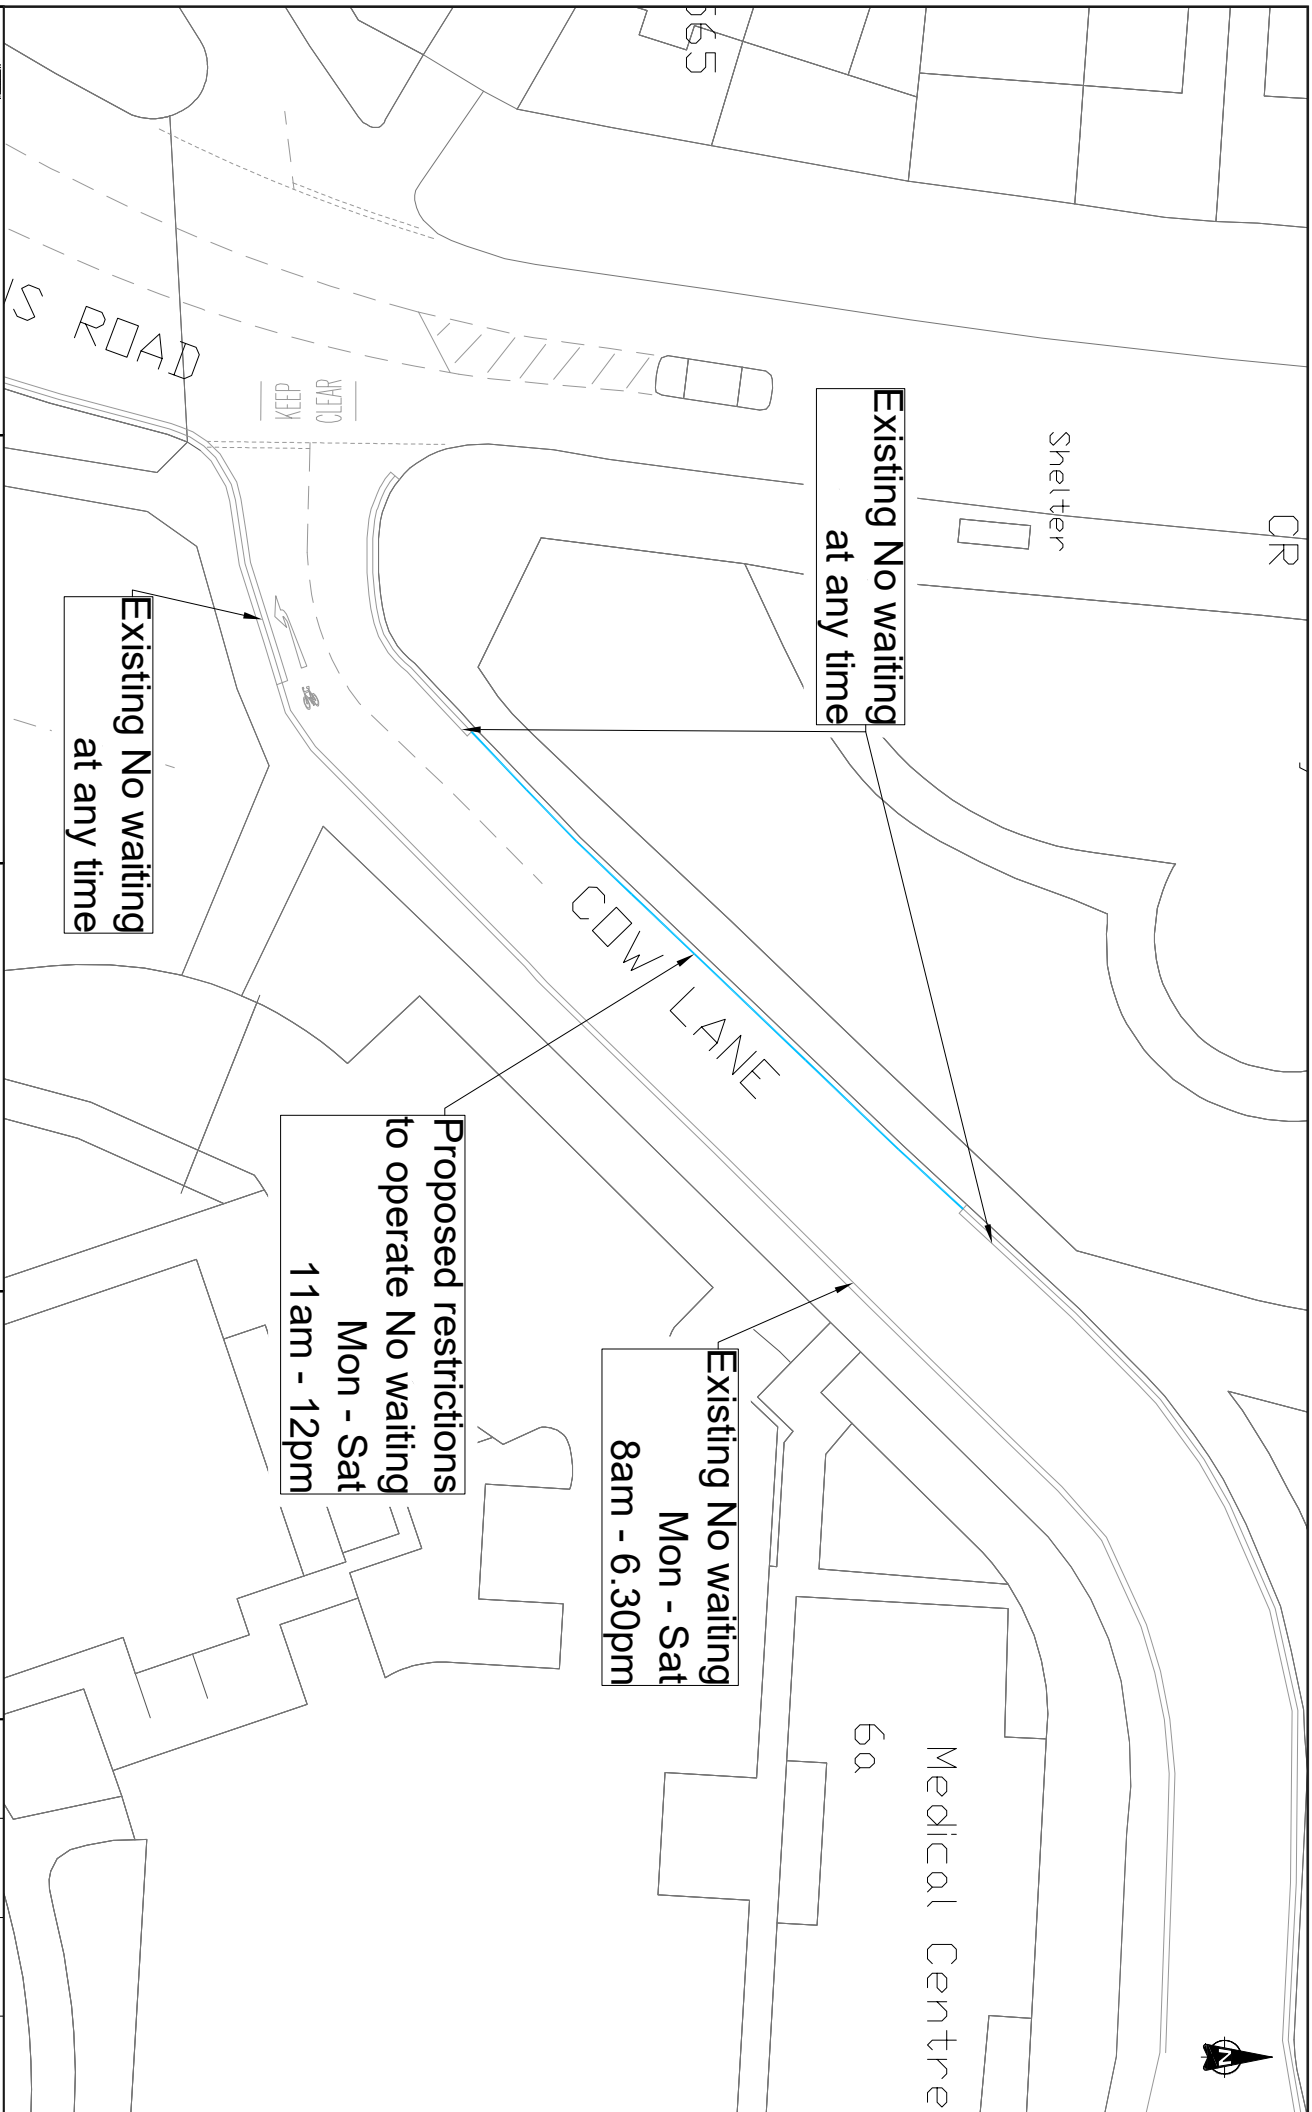 565
CR
Shelter
Existing No waiting
at any time
KEEP
CLEAR
S ROAD
COW LANE
Existing No waiting
at any time
Proposed restrictions
to operate No waiting
Mon - Sat
11am - 12pm
Existing No waiting
Mon - Sat
8am - 6.30pm
Medical Centre
6a
N